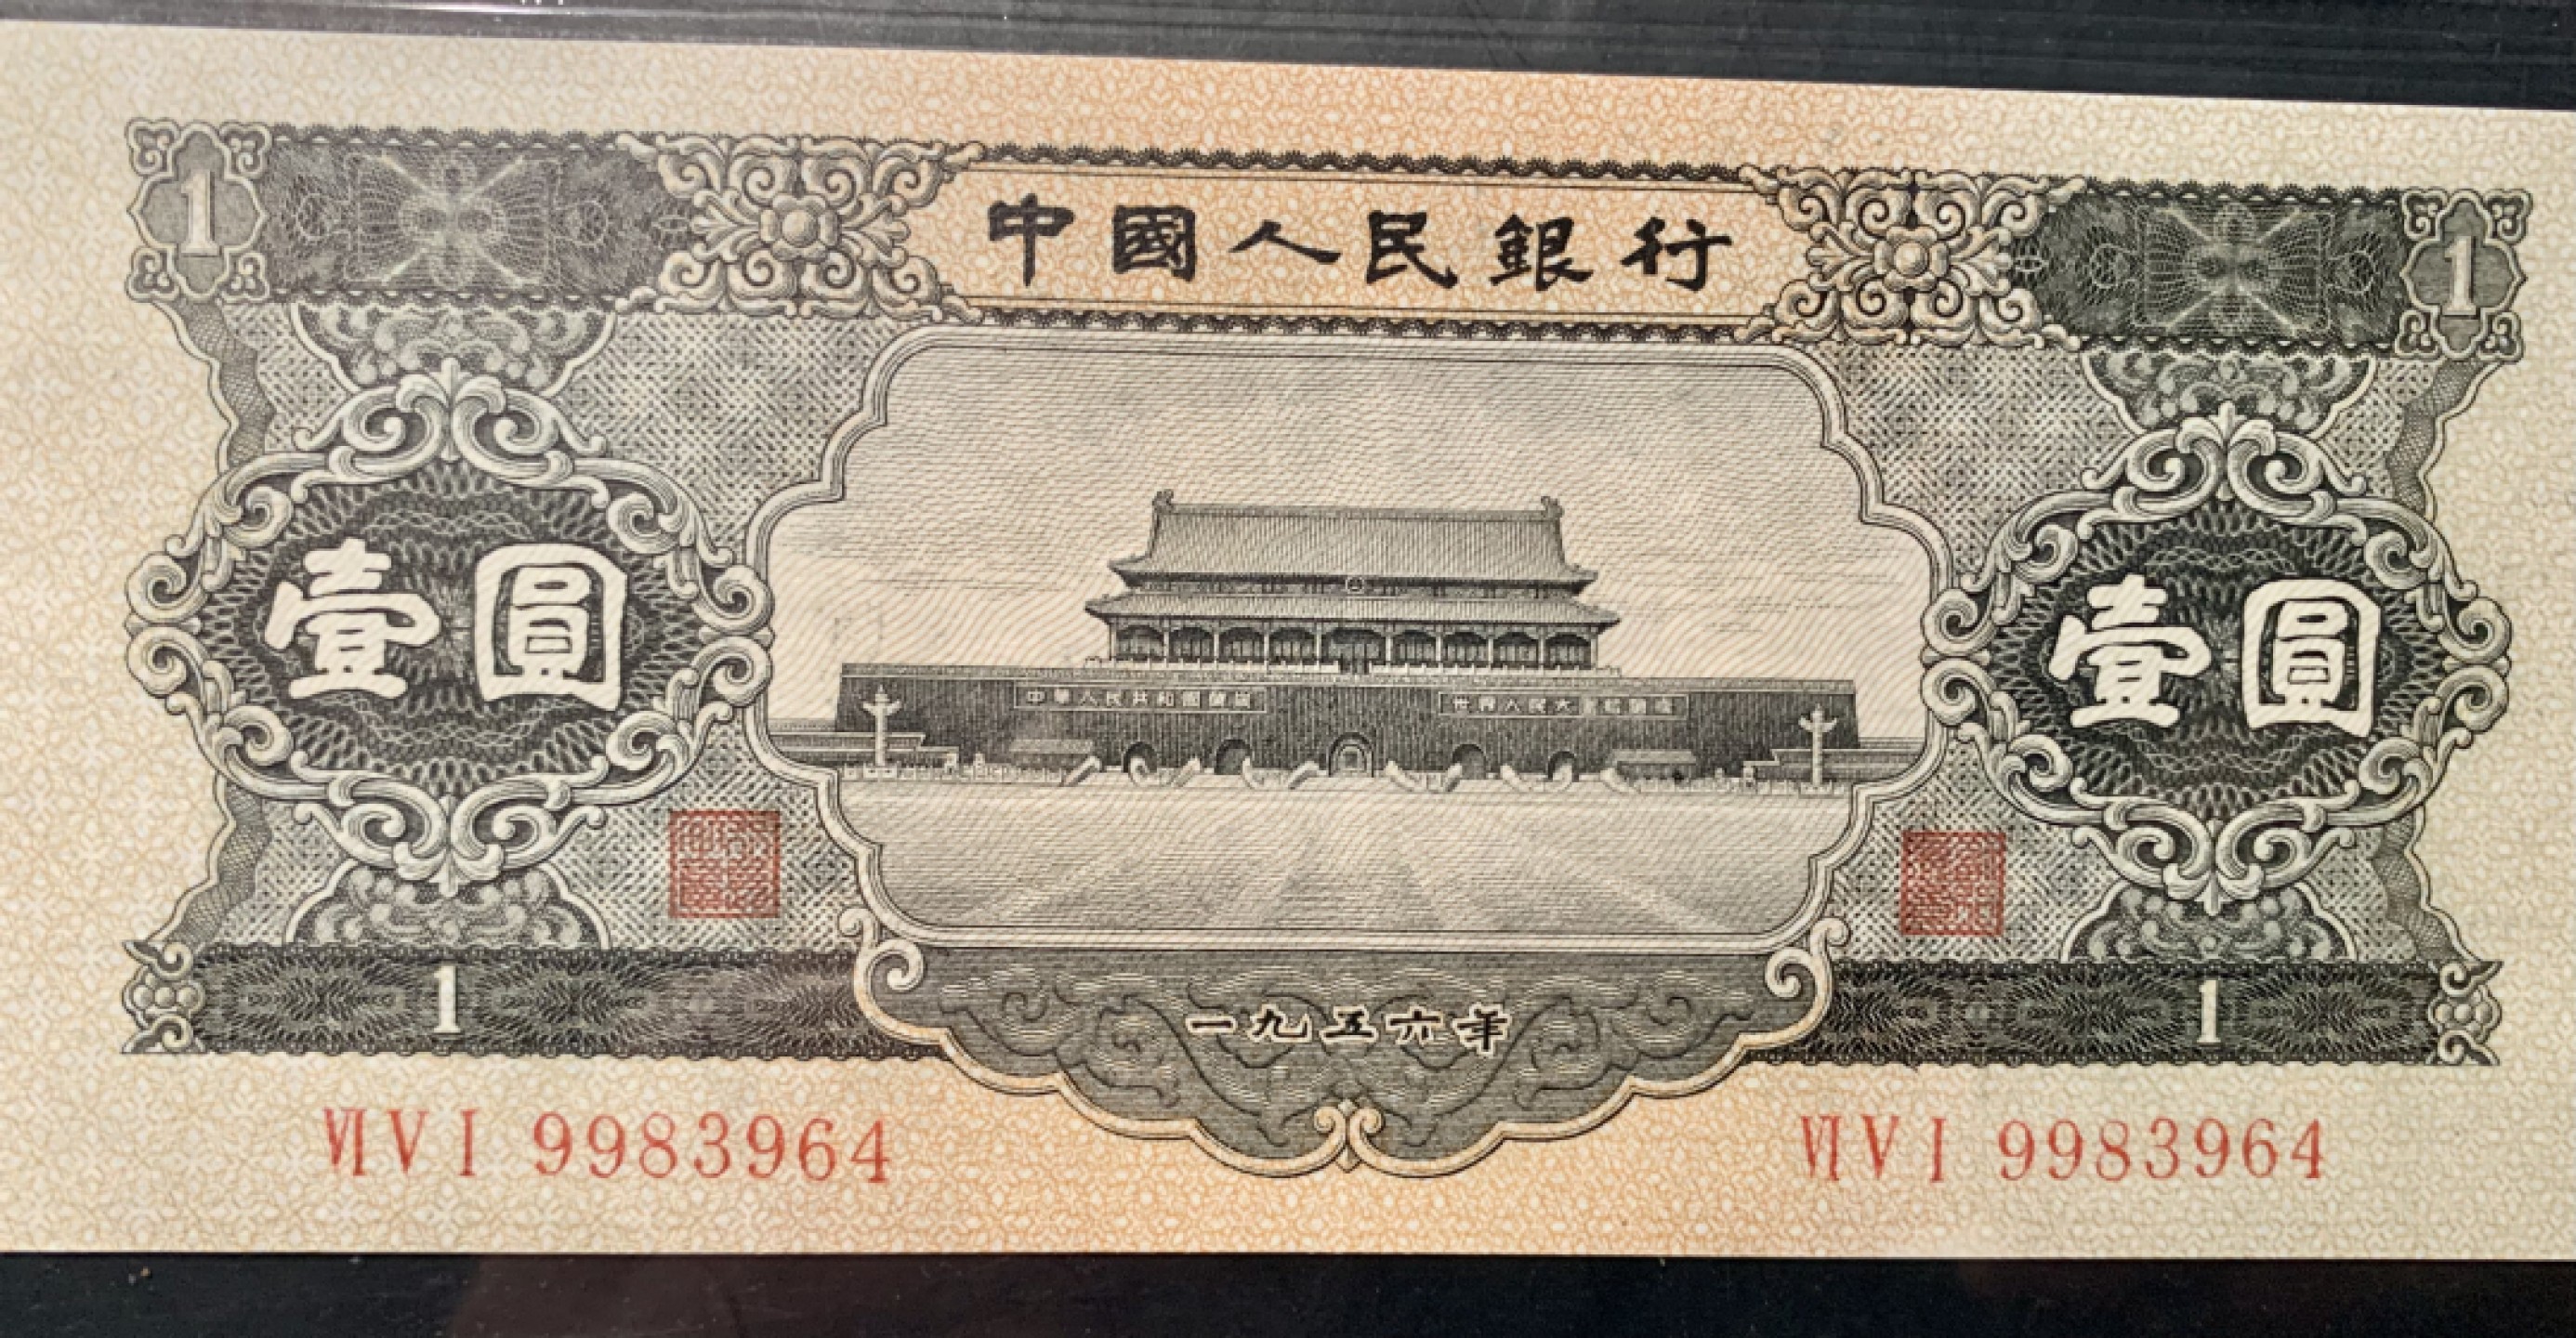 1 1
中國人民銀行
壹圓 壹圓
中華人民共和國萬歲 世界人民大團結萬歲
1 1
一九五六年
VI V I 9983964 VI V I 9983964